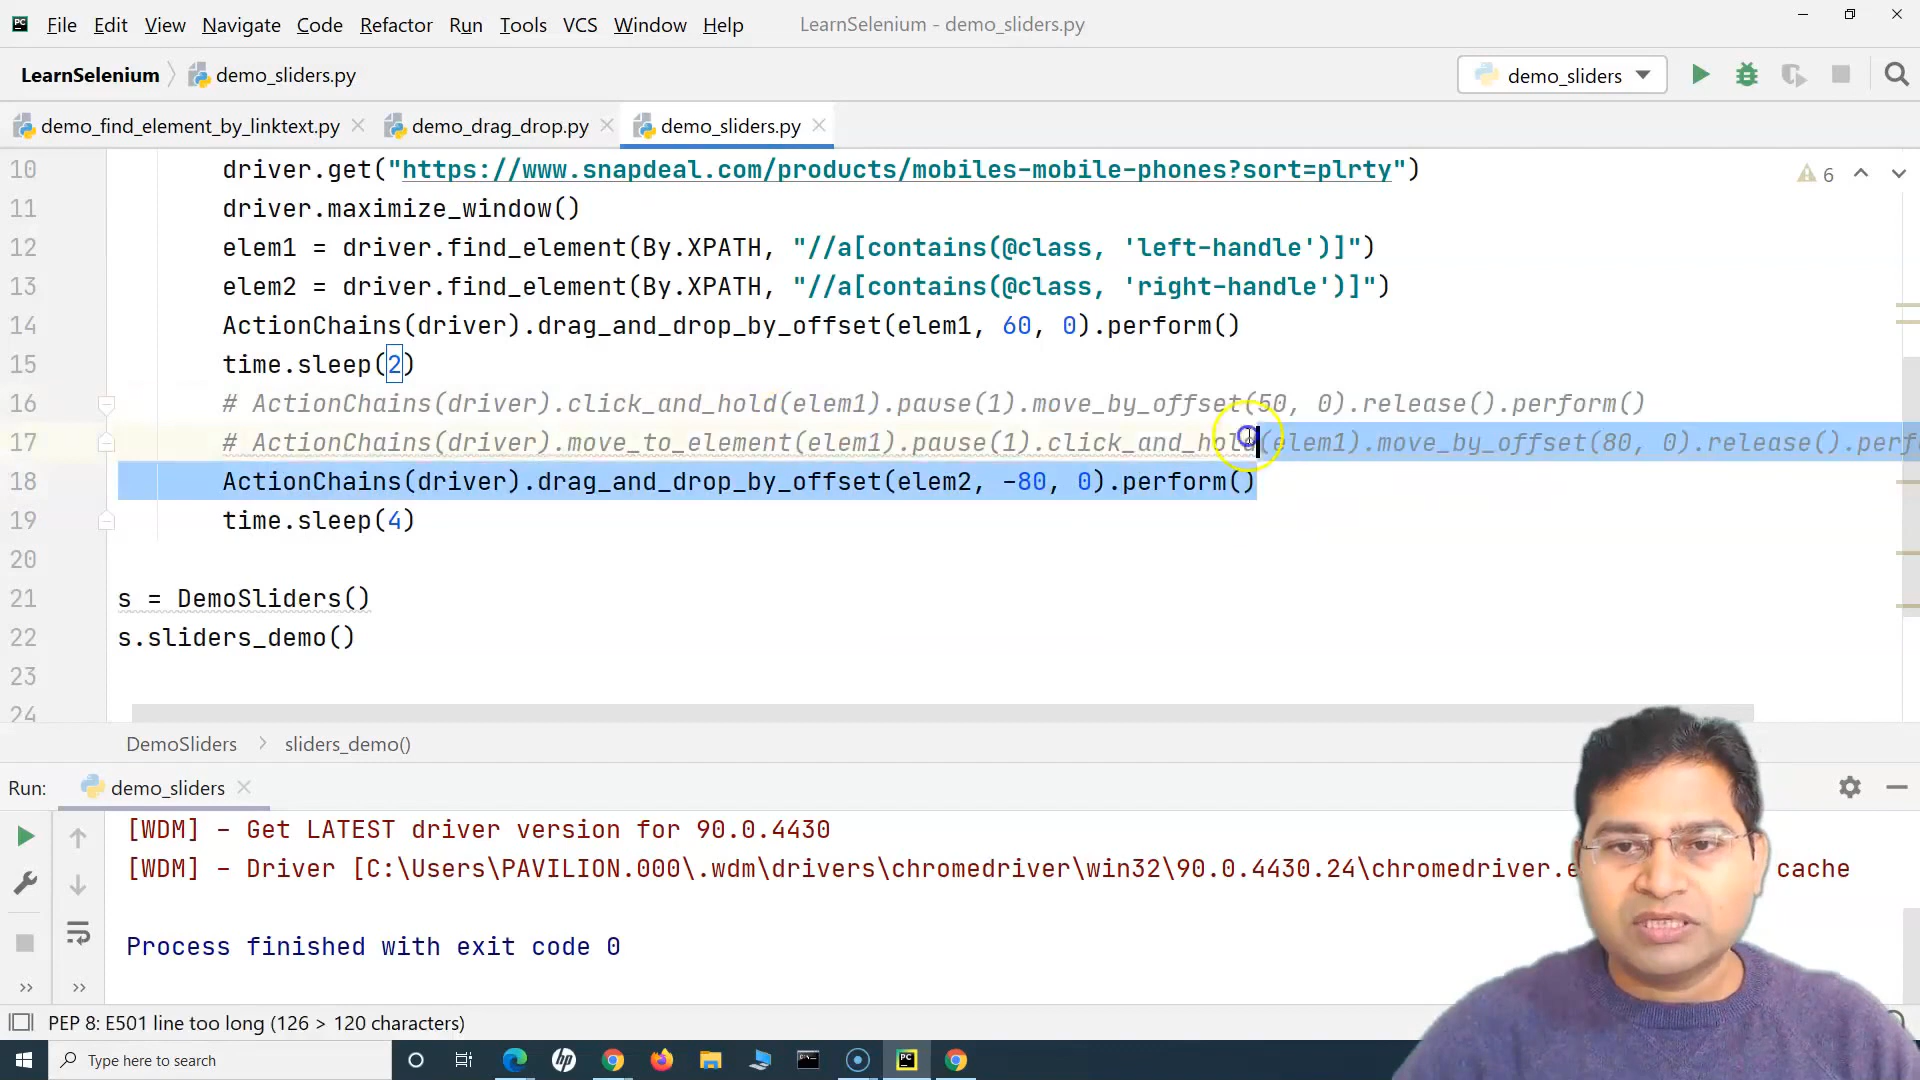 File Edit View Navigate Code Refactor Run Tools VCS Window Help LearnSelenium - demo_sliders.py
LearnSelenium demo_sliders.py demo_sliders
demo_find_element_by_linktext.py demo_drag_drop.py demo_sliders.py
10 driver.get("https://www.snapdeal.com/products/mobiles-mobile-phones?sort=plrty") 6
11 driver.maximize_window()
12 elem1 = driver.find_element(By.XPATH, "//a[contains(@class, 'left-handle')]")
13 elem2 = driver.find_element(By.XPATH, "//a[contains(@class, 'right-handle')]")
14 ActionChains(driver).drag_and_drop_by_offset(elem1, 60, 0).perform()
15 time.sleep(2)
16 # ActionChains(driver).click_and_hold(elem1).pause(1).move_by_offset(50, 0).release().perform()
17 # ActionChains(driver).move_to_element(elem1).pause(1).click_and_hold(elem1).move_by_offset(80, 0).release().perf
18 ActionChains(driver).drag_and_drop_by_offset(elem2, -80, 0).perform()
19 time.sleep(4)
20
21 s = DemoSliders()
22 s.sliders_demo()
23
24
DemoSliders sliders_demo()
Run: demo_sliders
[WDM] - Get LATEST driver version for 90.0.4430
[WDM] - Driver [C:\Users\PAVILION.000\.wdm\drivers\chromedriver\win32\90.0.4430.24\chromedriver.e cache
Process finished with exit code 0
PEP 8: E501 line too long (126 > 120 characters)
Type here to search